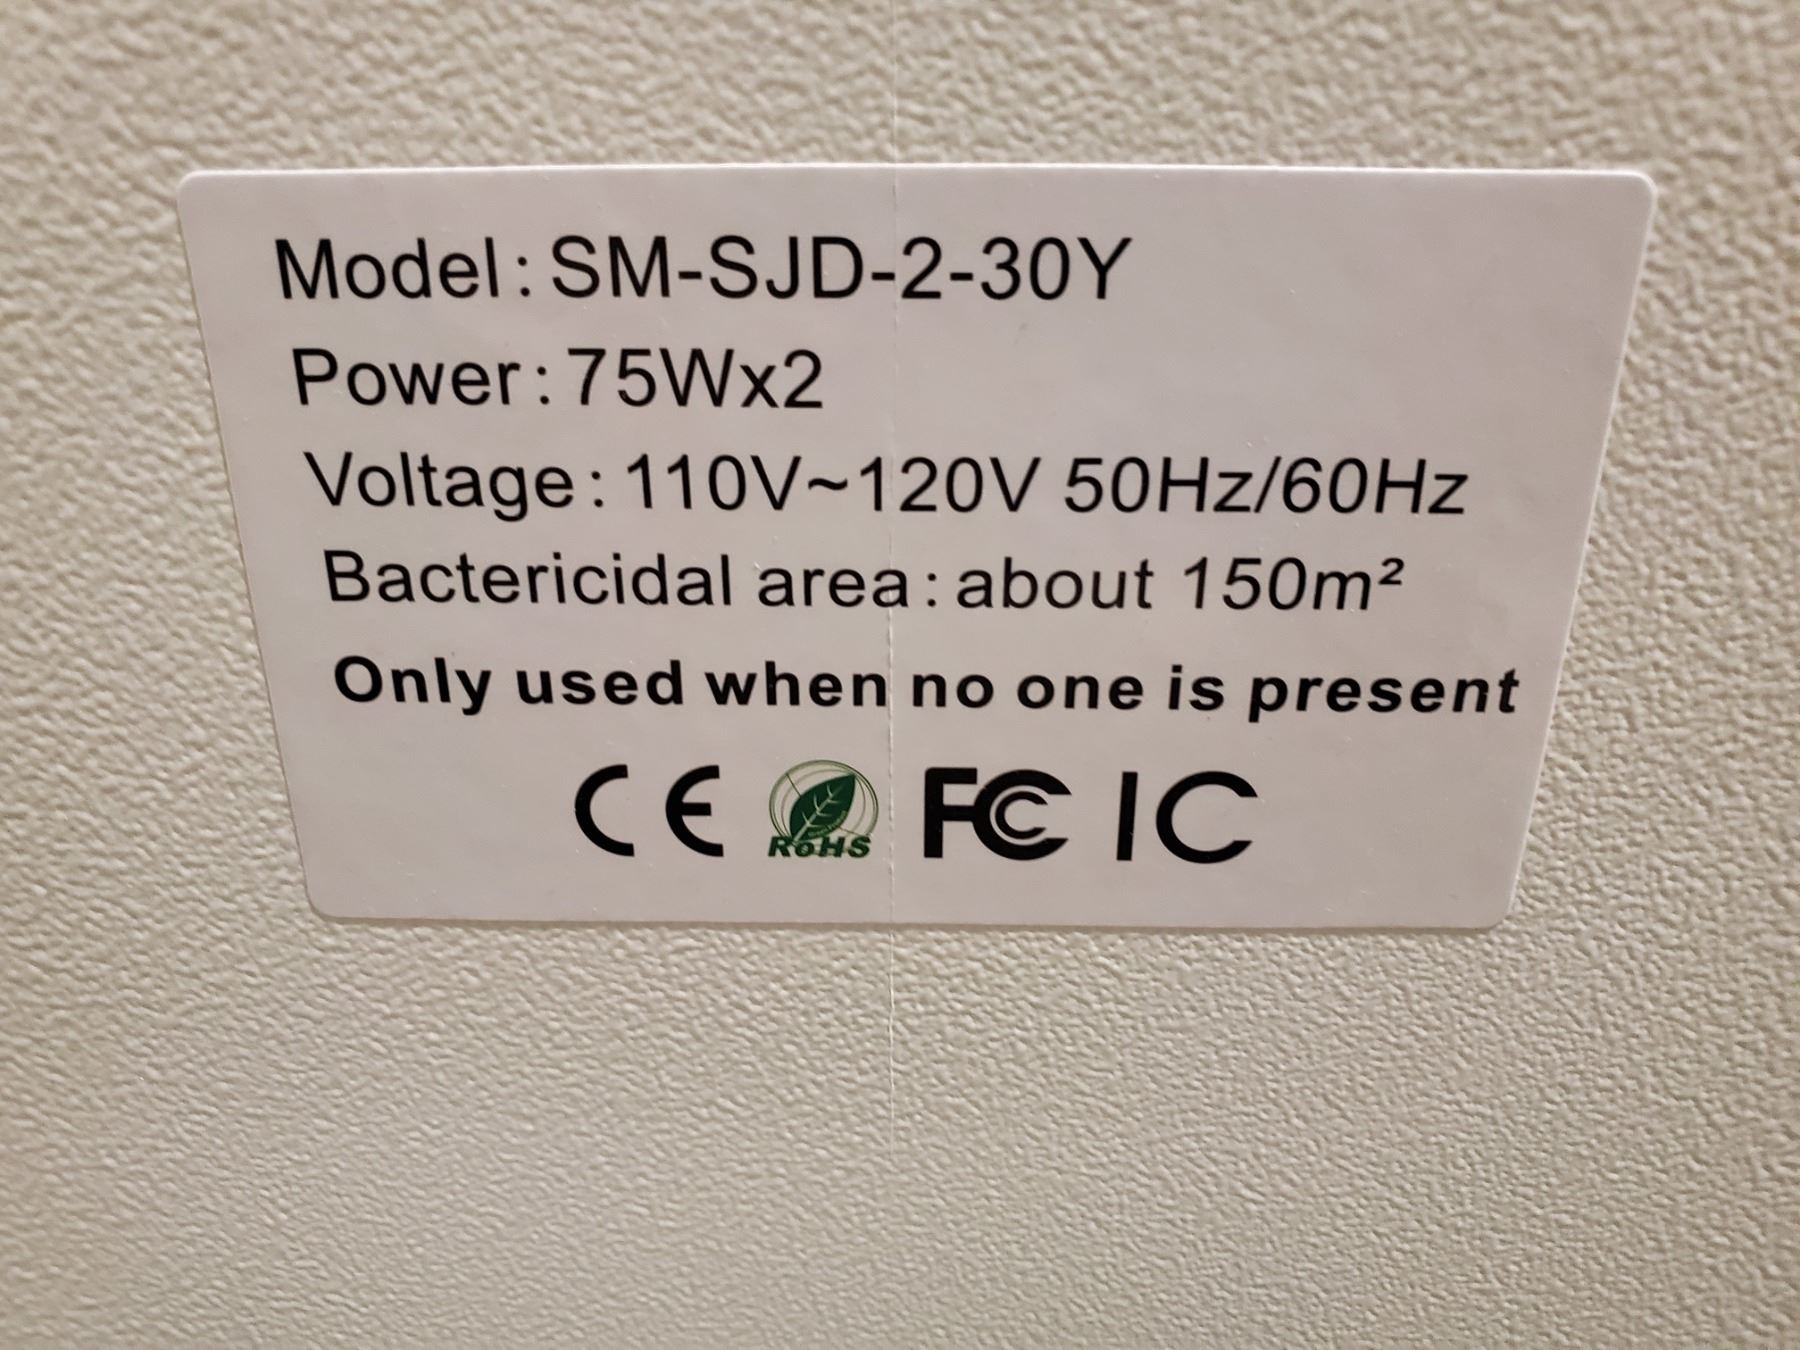 Model: SM-SJD-2-30Y
Power: 75Wx2
Voltage: 110V~120V 50Hz/60Hz
Bactericidal area: about 150m²
Only used when no one is present
CE RoHS FCC IC